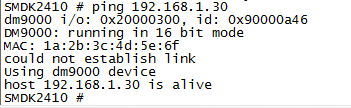 SMDK2410 # ping 192.168.1.30
dm9000 i/o: 0x20000300, id: 0x90000a46
DM9000: running in 16 bit mode
MAC: 1a:2b:3c:4d:5e:6f
could not establish link
Using dm9000 device
host 192.168.1.30 is alive
SMDK2410 #